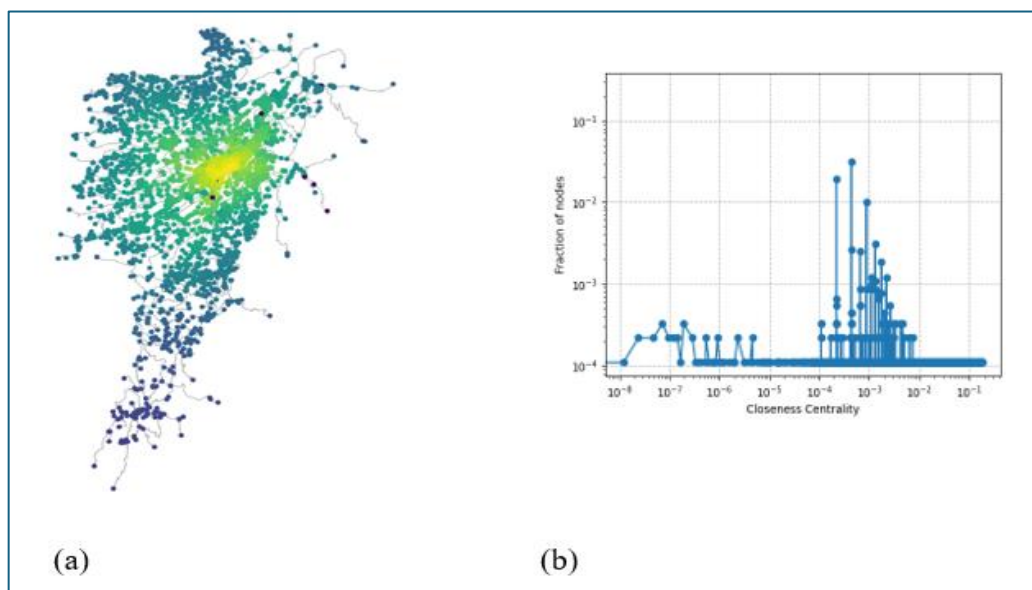 10⁻¹
10⁻²
10⁻³
10⁻⁴
Fraction of nodes
10⁻⁸ 10⁻⁷ 10⁻⁶ 10⁻⁵ 10⁻⁴ 10⁻³ 10⁻² 10⁻¹
Closeness Centrality
(a) (b)